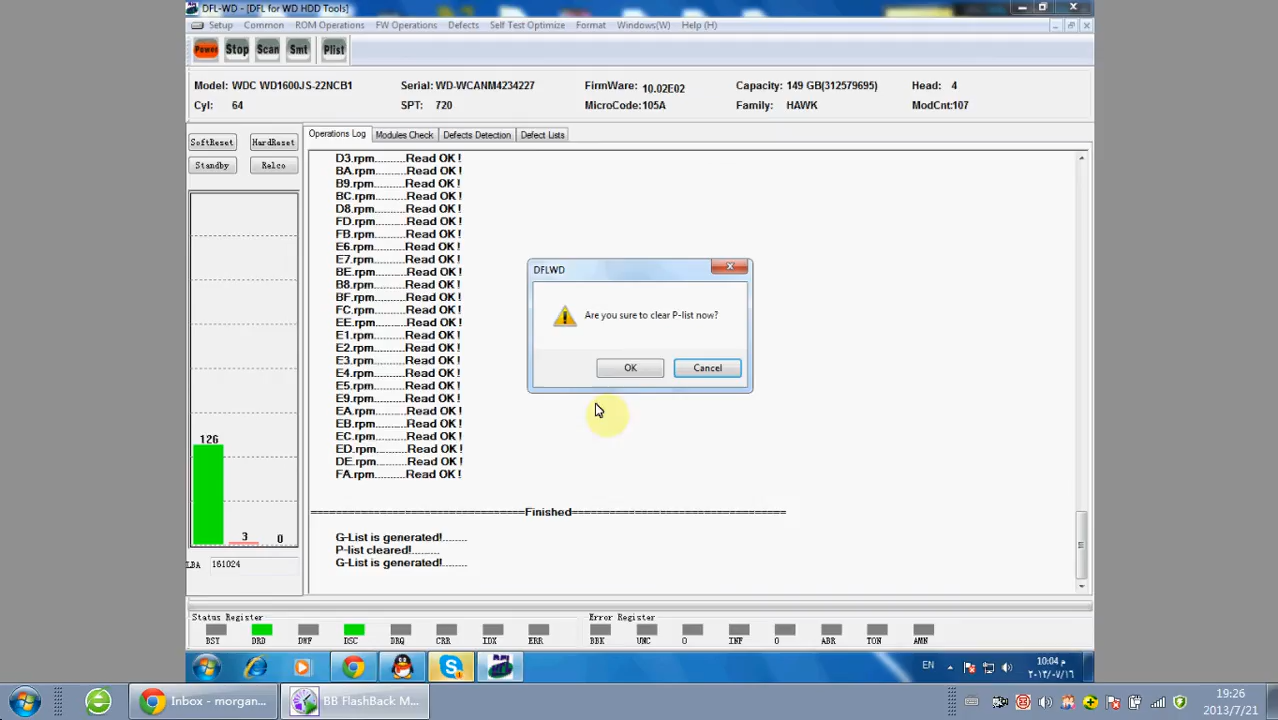 DFL-WD - [DFL for WD HDD Tools]
Setup Common ROM Operations FW Operations Defects Self Test Optimize Format Windows(W) Help (H)
Power Stop Scan Smt Plist
Model: WDC WD1600JS-22NCB1 Serial: WD-WCANM4234227 FirmWare: 10.02E02 Capacity: 149 GB(312579695) Head: 4
Cyl: 64 SPT: 720 MicroCode:105A Family: HAWK ModCnt:107
SoftReset HardReset
Standby Relco
Operations Log Modules Check Defects Detection Defect Lists
D3.rpm..........Read OK !
BA.rpm..........Read OK !
B9.rpm..........Read OK !
BC.rpm..........Read OK !
D8.rpm..........Read OK !
FD.rpm..........Read OK !
FB.rpm..........Read OK !
E6.rpm..........Read OK !
E7.rpm..........Read OK !
BE.rpm..........Read OK !
B8.rpm..........Read OK !
BF.rpm..........Read OK !
FC.rpm..........Read OK !
EE.rpm..........Read OK !
E1.rpm..........Read OK !
E2.rpm..........Read OK !
E3.rpm..........Read OK !
E4.rpm..........Read OK !
E5.rpm..........Read OK !
E9.rpm..........Read OK !
EA.rpm..........Read OK !
EB.rpm..........Read OK !
EC.rpm..........Read OK !
ED.rpm..........Read OK !
DE.rpm..........Read OK !
FA.rpm..........Read OK !
================================Finished================================
G-List is generated!........
P-list cleared!.........
G-List is generated!........
DFLWD
Are you sure to clear P-list now?
OK Cancel
126
3
0
LBA 161024
Status Register Error Register
BSY DRD DWF DSC DRQ CRR IDX ERR BBK UNC 0 INF 0 ABR TON AMN
EN
10:04 م
٢٠١٣/٠٧/١٦
Inbox - morgan...
BB FlashBack M...
19:26
2013/7/21